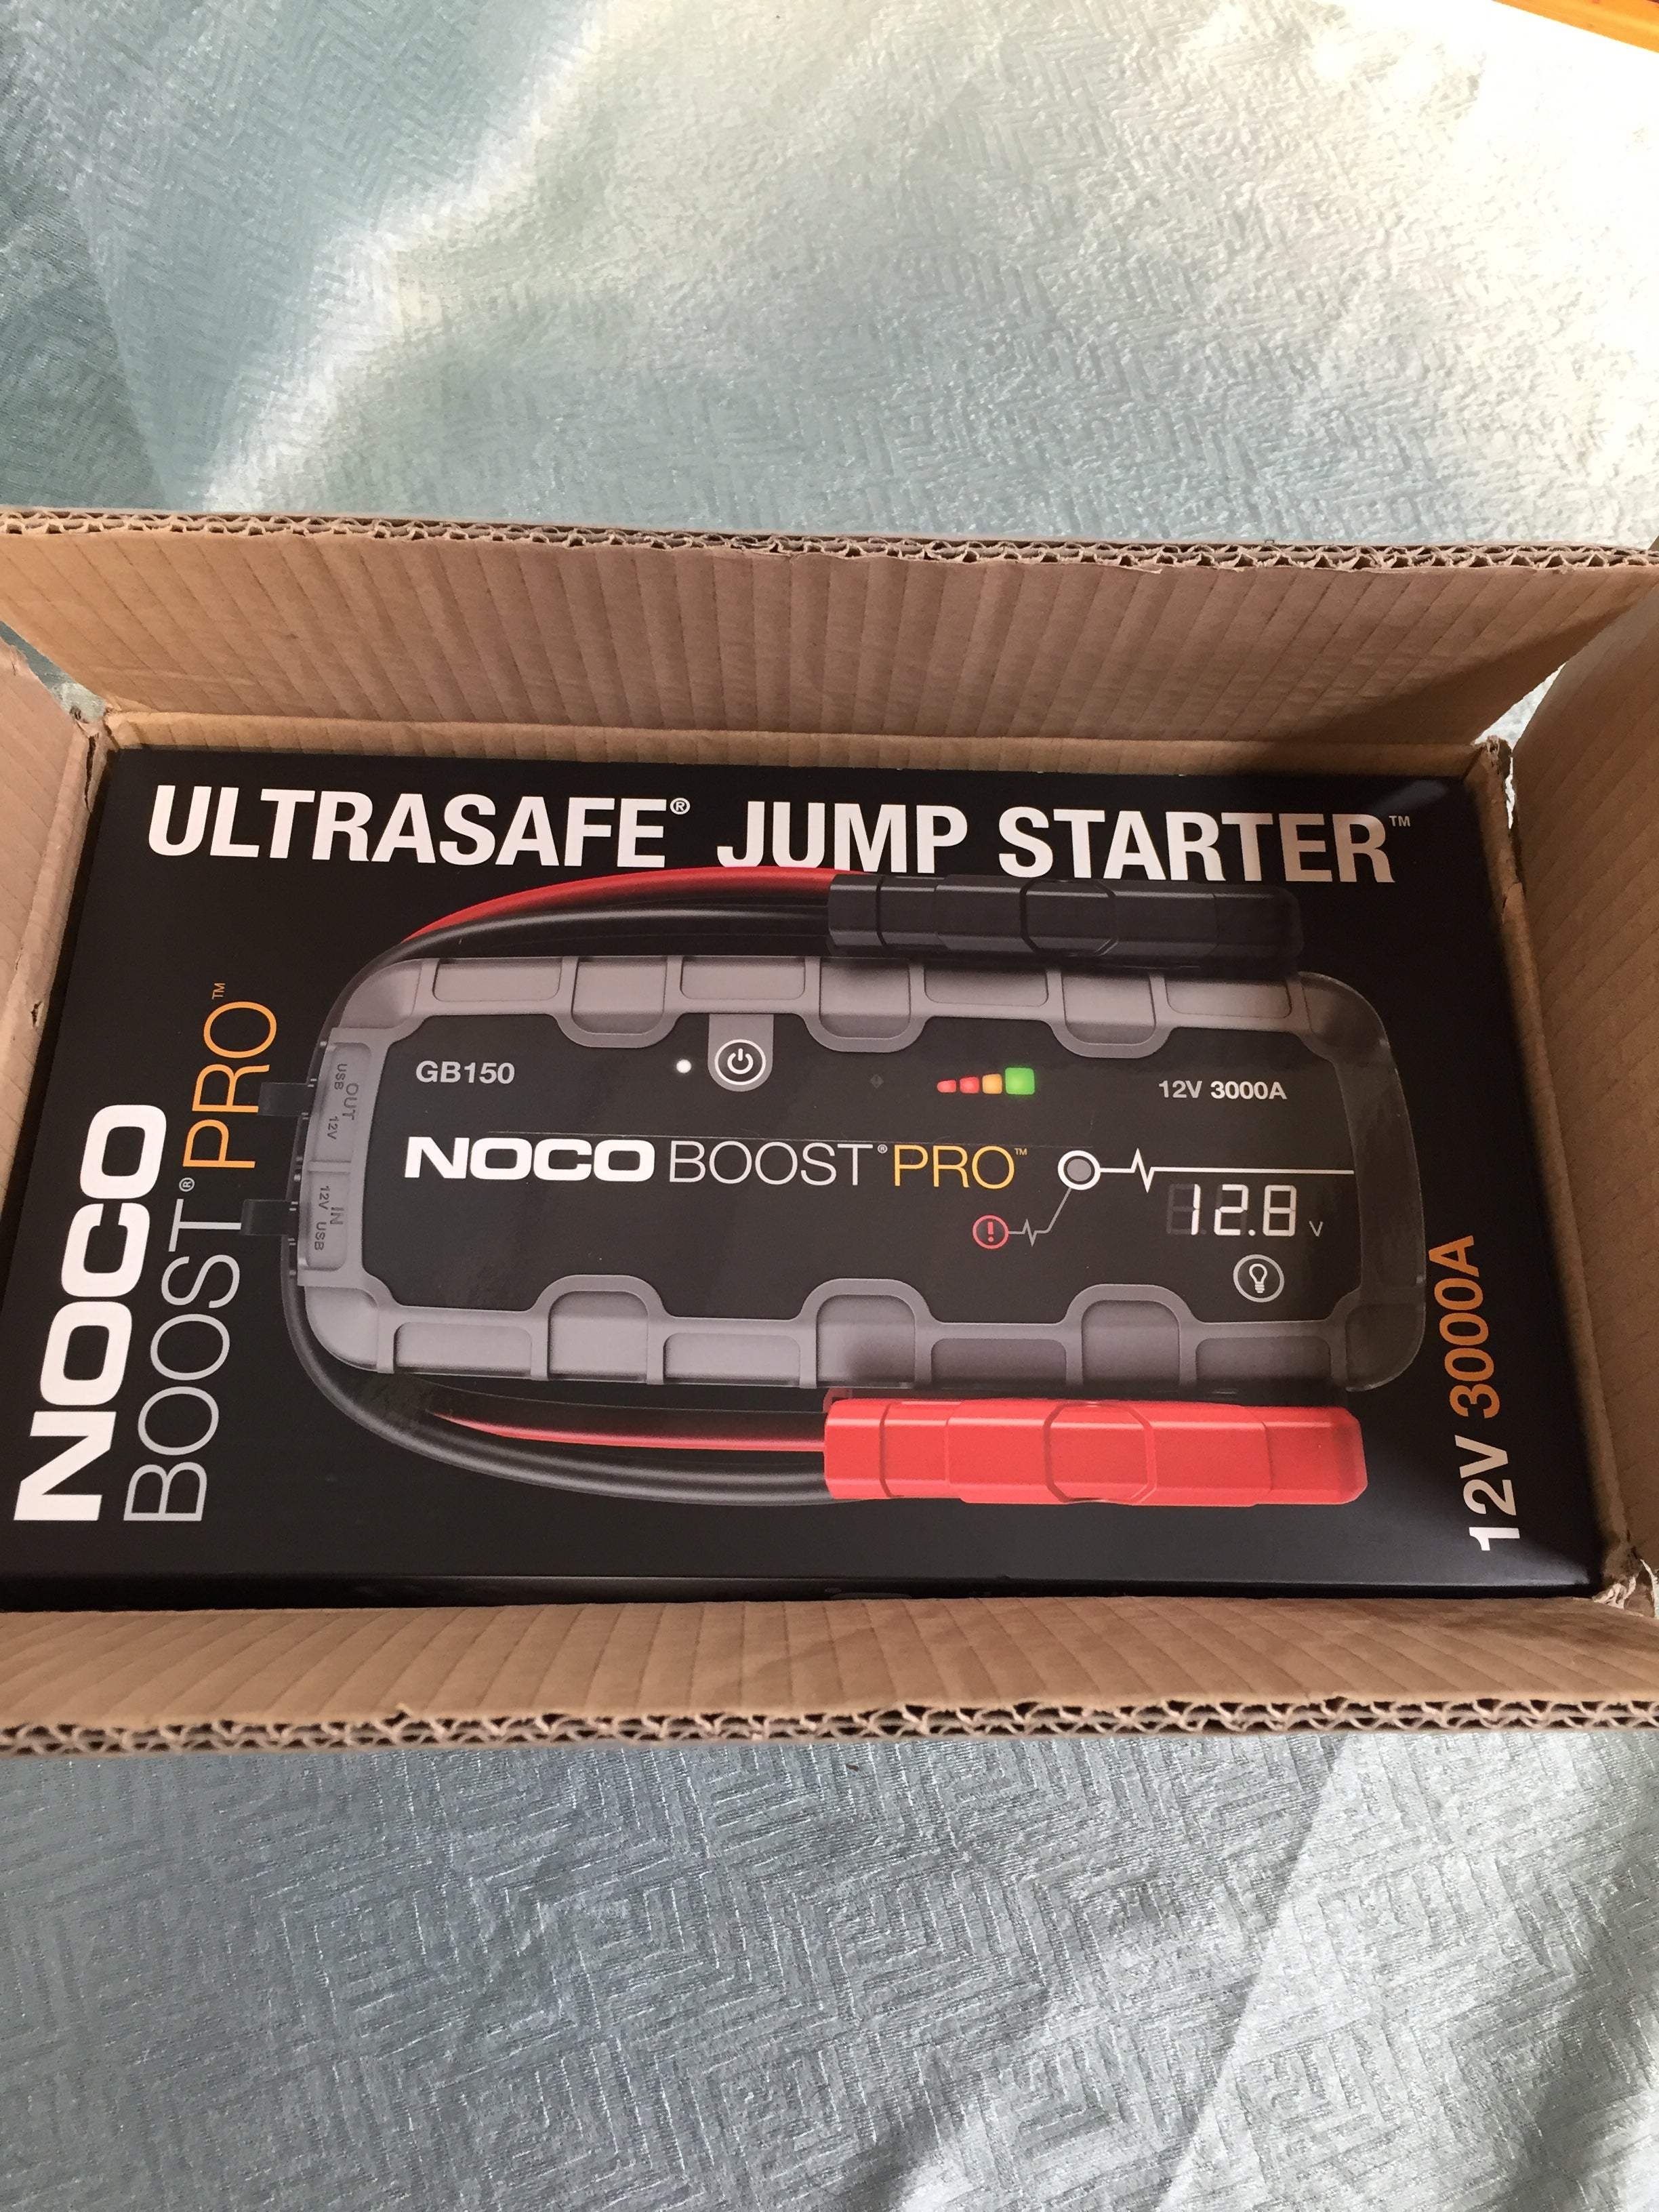 ULTRASAFE® JUMP STARTER™
NOCO
BOOST® PRO™
GB150
12V 3000A
USB OUT 12V
12V IN USB
NOCO BOOST® PRO™
12.8 V
12V 3000A